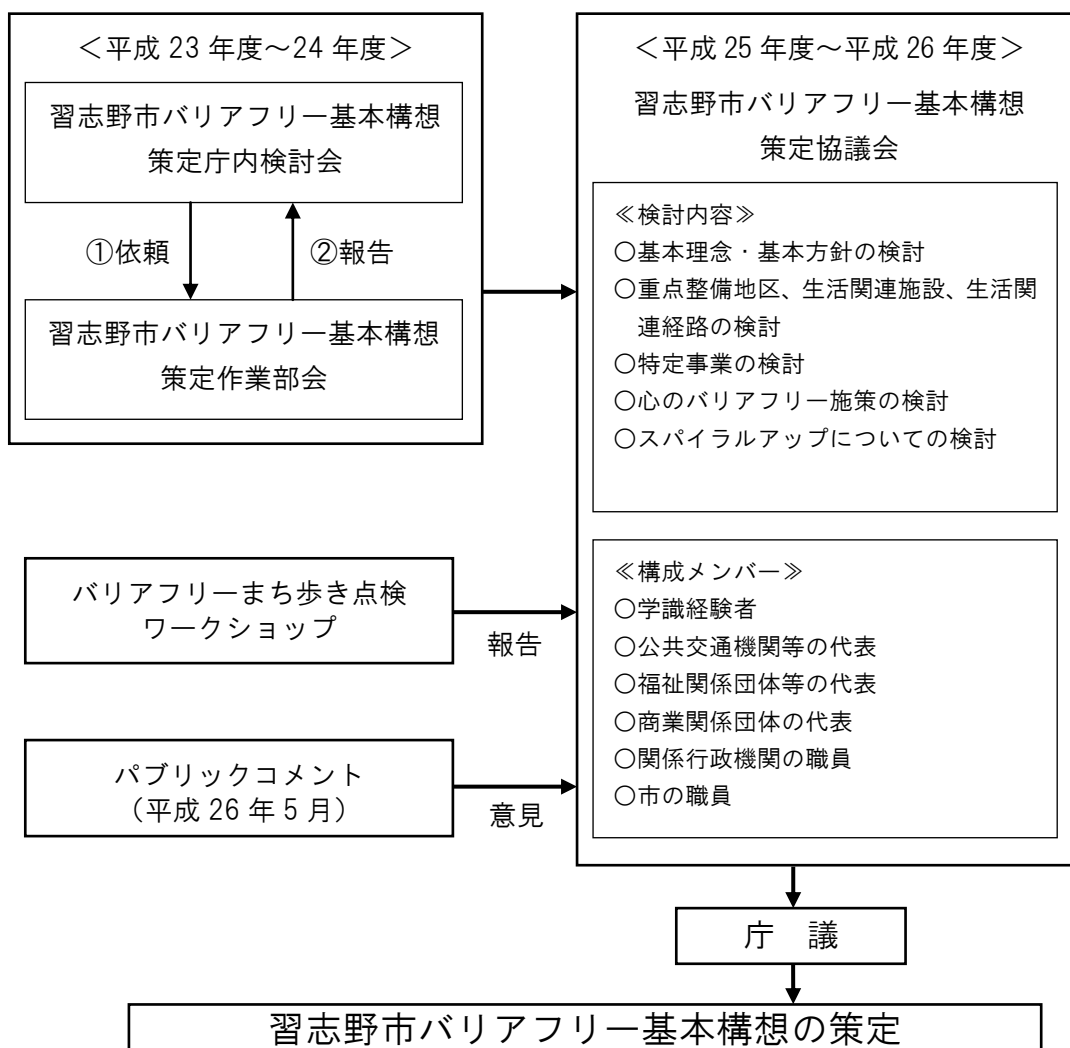 ＜平成 23 年度～24 年度＞
習志野市バリアフリー基本構想
策定庁内検討会
①依頼
②報告
習志野市バリアフリー基本構想
策定作業部会
バリアフリーまち歩き点検
ワークショップ
報告
パブリックコメント
（平成 26 年 5 月）
意見
＜平成 25 年度～平成 26 年度＞
習志野市バリアフリー基本構想
策定協議会
≪検討内容≫
〇基本理念・基本方針の検討
〇重点整備地区、生活関連施設、生活関
連経路の検討
〇特定事業の検討
〇心のバリアフリー施策の検討
〇スパイラルアップについての検討
≪構成メンバー≫
〇学識経験者
〇公共交通機関等の代表
〇福祉関係団体等の代表
〇商業関係団体の代表
〇関係行政機関の職員
〇市の職員
庁　議
習志野市バリアフリー基本構想の策定